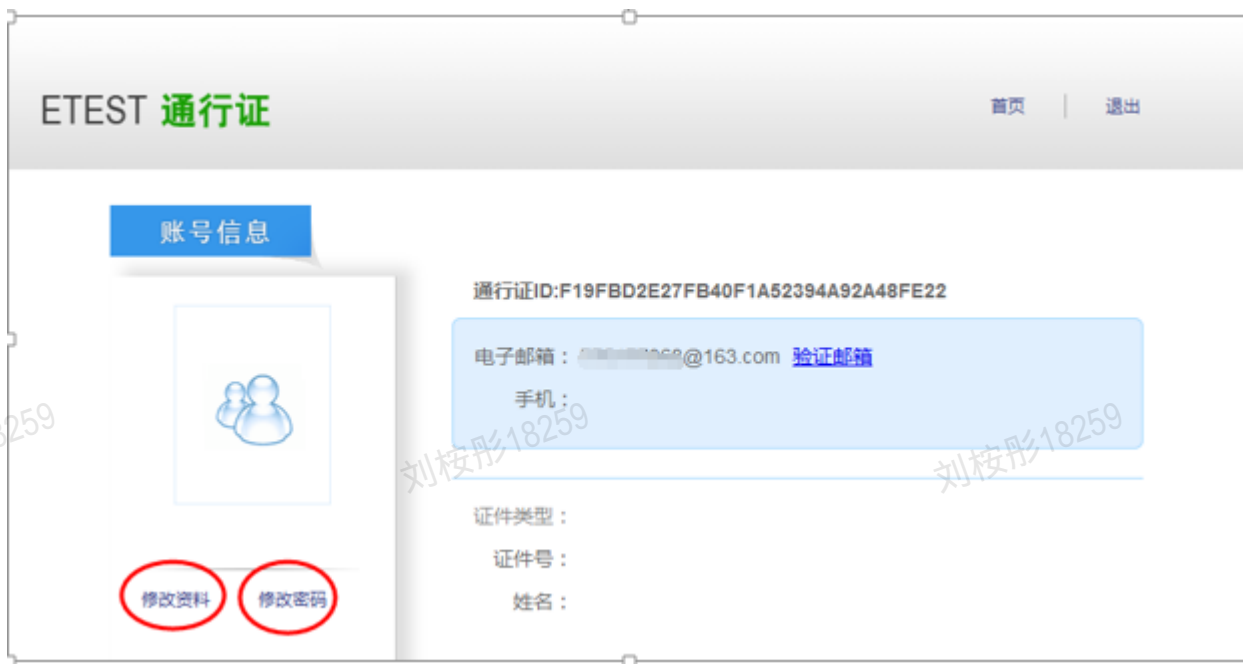 ETEST 通行证
首页 | 退出
账号信息
通行证ID:F19FBD2E27FB40F1A52394A92A48FE22
电子邮箱： @163.com 验证邮箱
手机：
证件类型：
证件号：
姓名：
修改资料 修改密码
刘桉彤18259
刘桉彤18259
8259